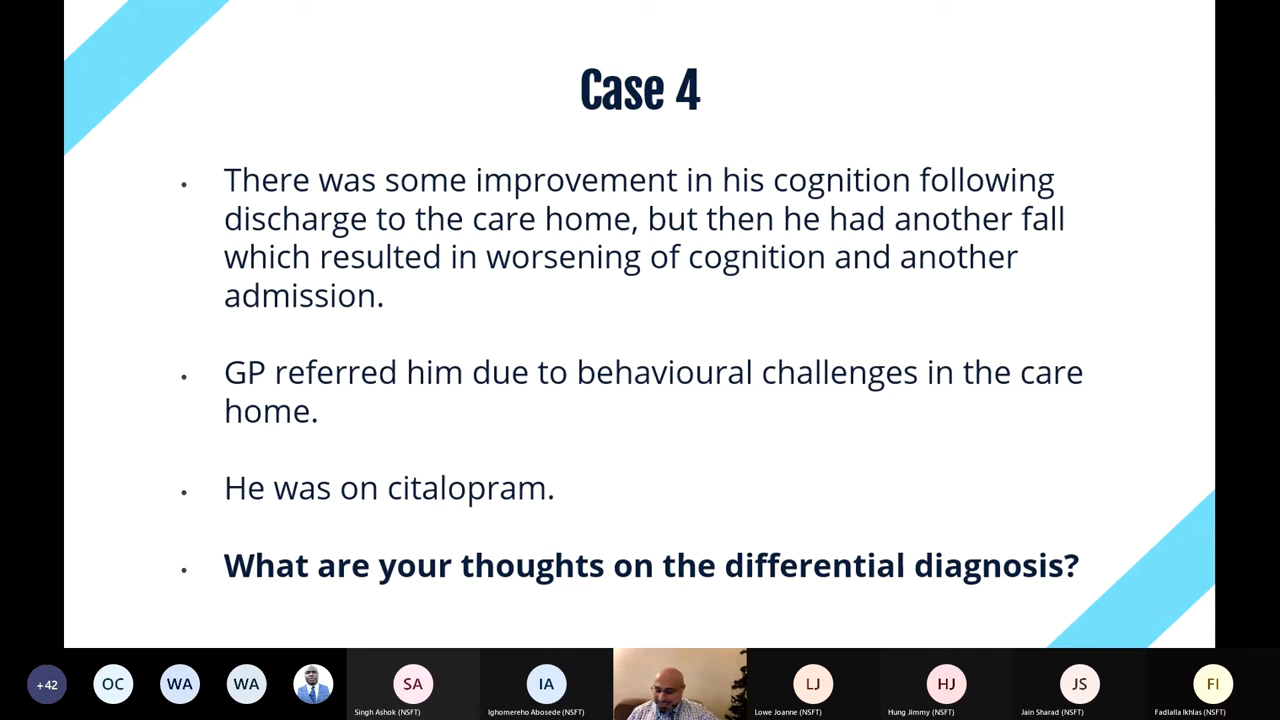 Case 4
• There was some improvement in his cognition following
discharge to the care home, but then he had another fall
which resulted in worsening of cognition and another
admission.
• GP referred him due to behavioural challenges in the care
home.
• He was on citalopram.
• What are your thoughts on the differential diagnosis?
+42
OC
WA
WA
SA
IA
LJ
HJ
JS
FI
Singh Ashok (NSFT)
Ighomereho Abosede (NSFT)
Lowe Joanne (NSFT)
Hung Jimmy (NSFT)
Jain Sharad (NSFT)
Fadlalla Ikhlas (NSFT)